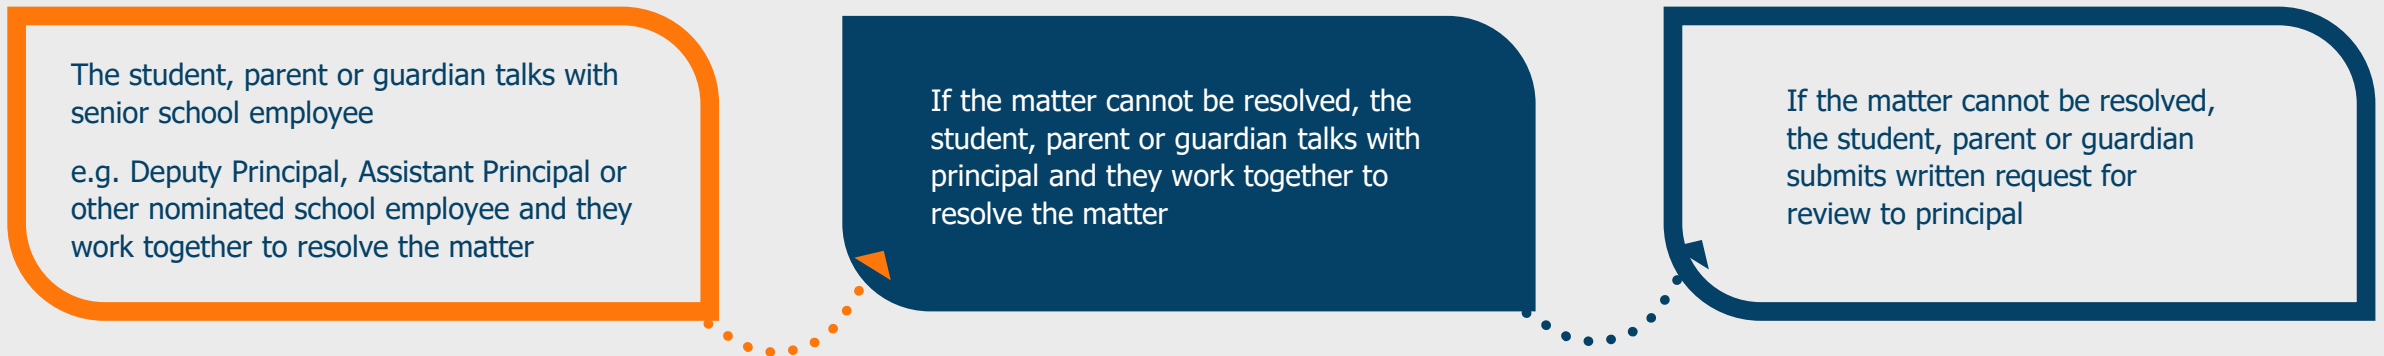 The student, parent or guardian talks with
senior school employee
e.g. Deputy Principal, Assistant Principal or
other nominated school employee and they
work together to resolve the matter
If the matter cannot be resolved, the
student, parent or guardian talks with
principal and they work together to
resolve the matter
If the matter cannot be resolved,
the student, parent or guardian
submits written request for
review to principal